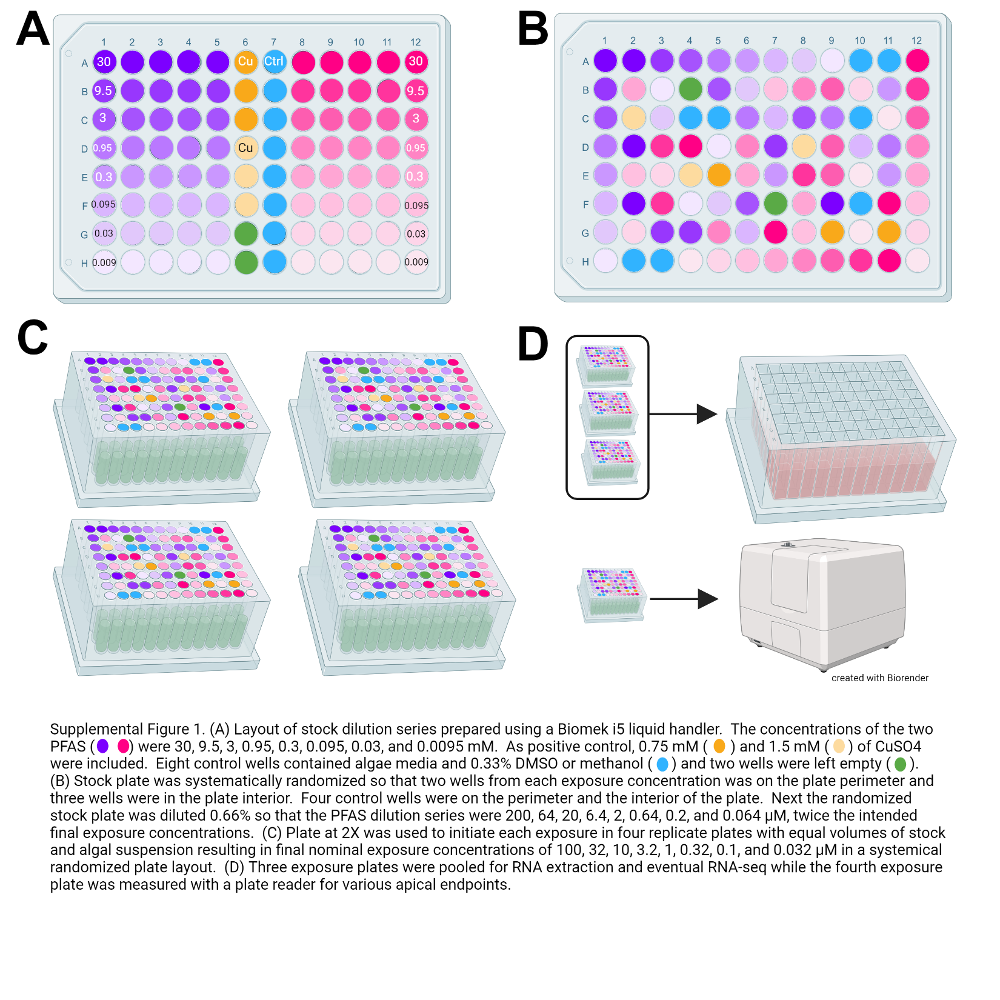 A
1 2 3 4 5 6 7 8 9 10 11 12
A 30 Cu Ctrl 30
B 9.5 9.5
C 3 3
D 0.95 Cu 0.95
E 0.3 0.3
F 0.095 0.095
G 0.03 0.03
H 0.009 0.009
B
1 2 3 4 5 6 7 8 9 10 11 12
A
B
C
D
E
F
G
H
C
D
created with Biorender
Supplemental Figure 1. (A) Layout of stock dilution series prepared using a Biomek i5 liquid handler. The concentrations of the two
PFAS ( ) were 30, 9.5, 3, 0.95, 0.3, 0.095, 0.03, and 0.0095 mM. As positive control, 0.75 mM ( ) and 1.5 mM ( ) of CuSO4
were included. Eight control wells contained algae media and 0.33% DMSO or methanol ( ) and two wells were left empty ( ).
(B) Stock plate was systematically randomized so that two wells from each exposure concentration was on the plate perimeter and
three wells were in the plate interior. Four control wells were on the perimeter and the interior of the plate. Next the randomized
stock plate was diluted 0.66% so that the PFAS dilution series were 200, 64, 20, 6.4, 2, 0.64, 0.2, and 0.064 µM, twice the intended
final exposure concentrations. (C) Plate at 2X was used to initiate each exposure in four replicate plates with equal volumes of stock
and algal suspension resulting in final nominal exposure concentrations of 100, 32, 10, 3.2, 1, 0.32, 0.1, and 0.032 µM in a systemical
randomized plate layout. (D) Three exposure plates were pooled for RNA extraction and eventual RNA-seq while the fourth exposure
plate was measured with a plate reader for various apical endpoints.